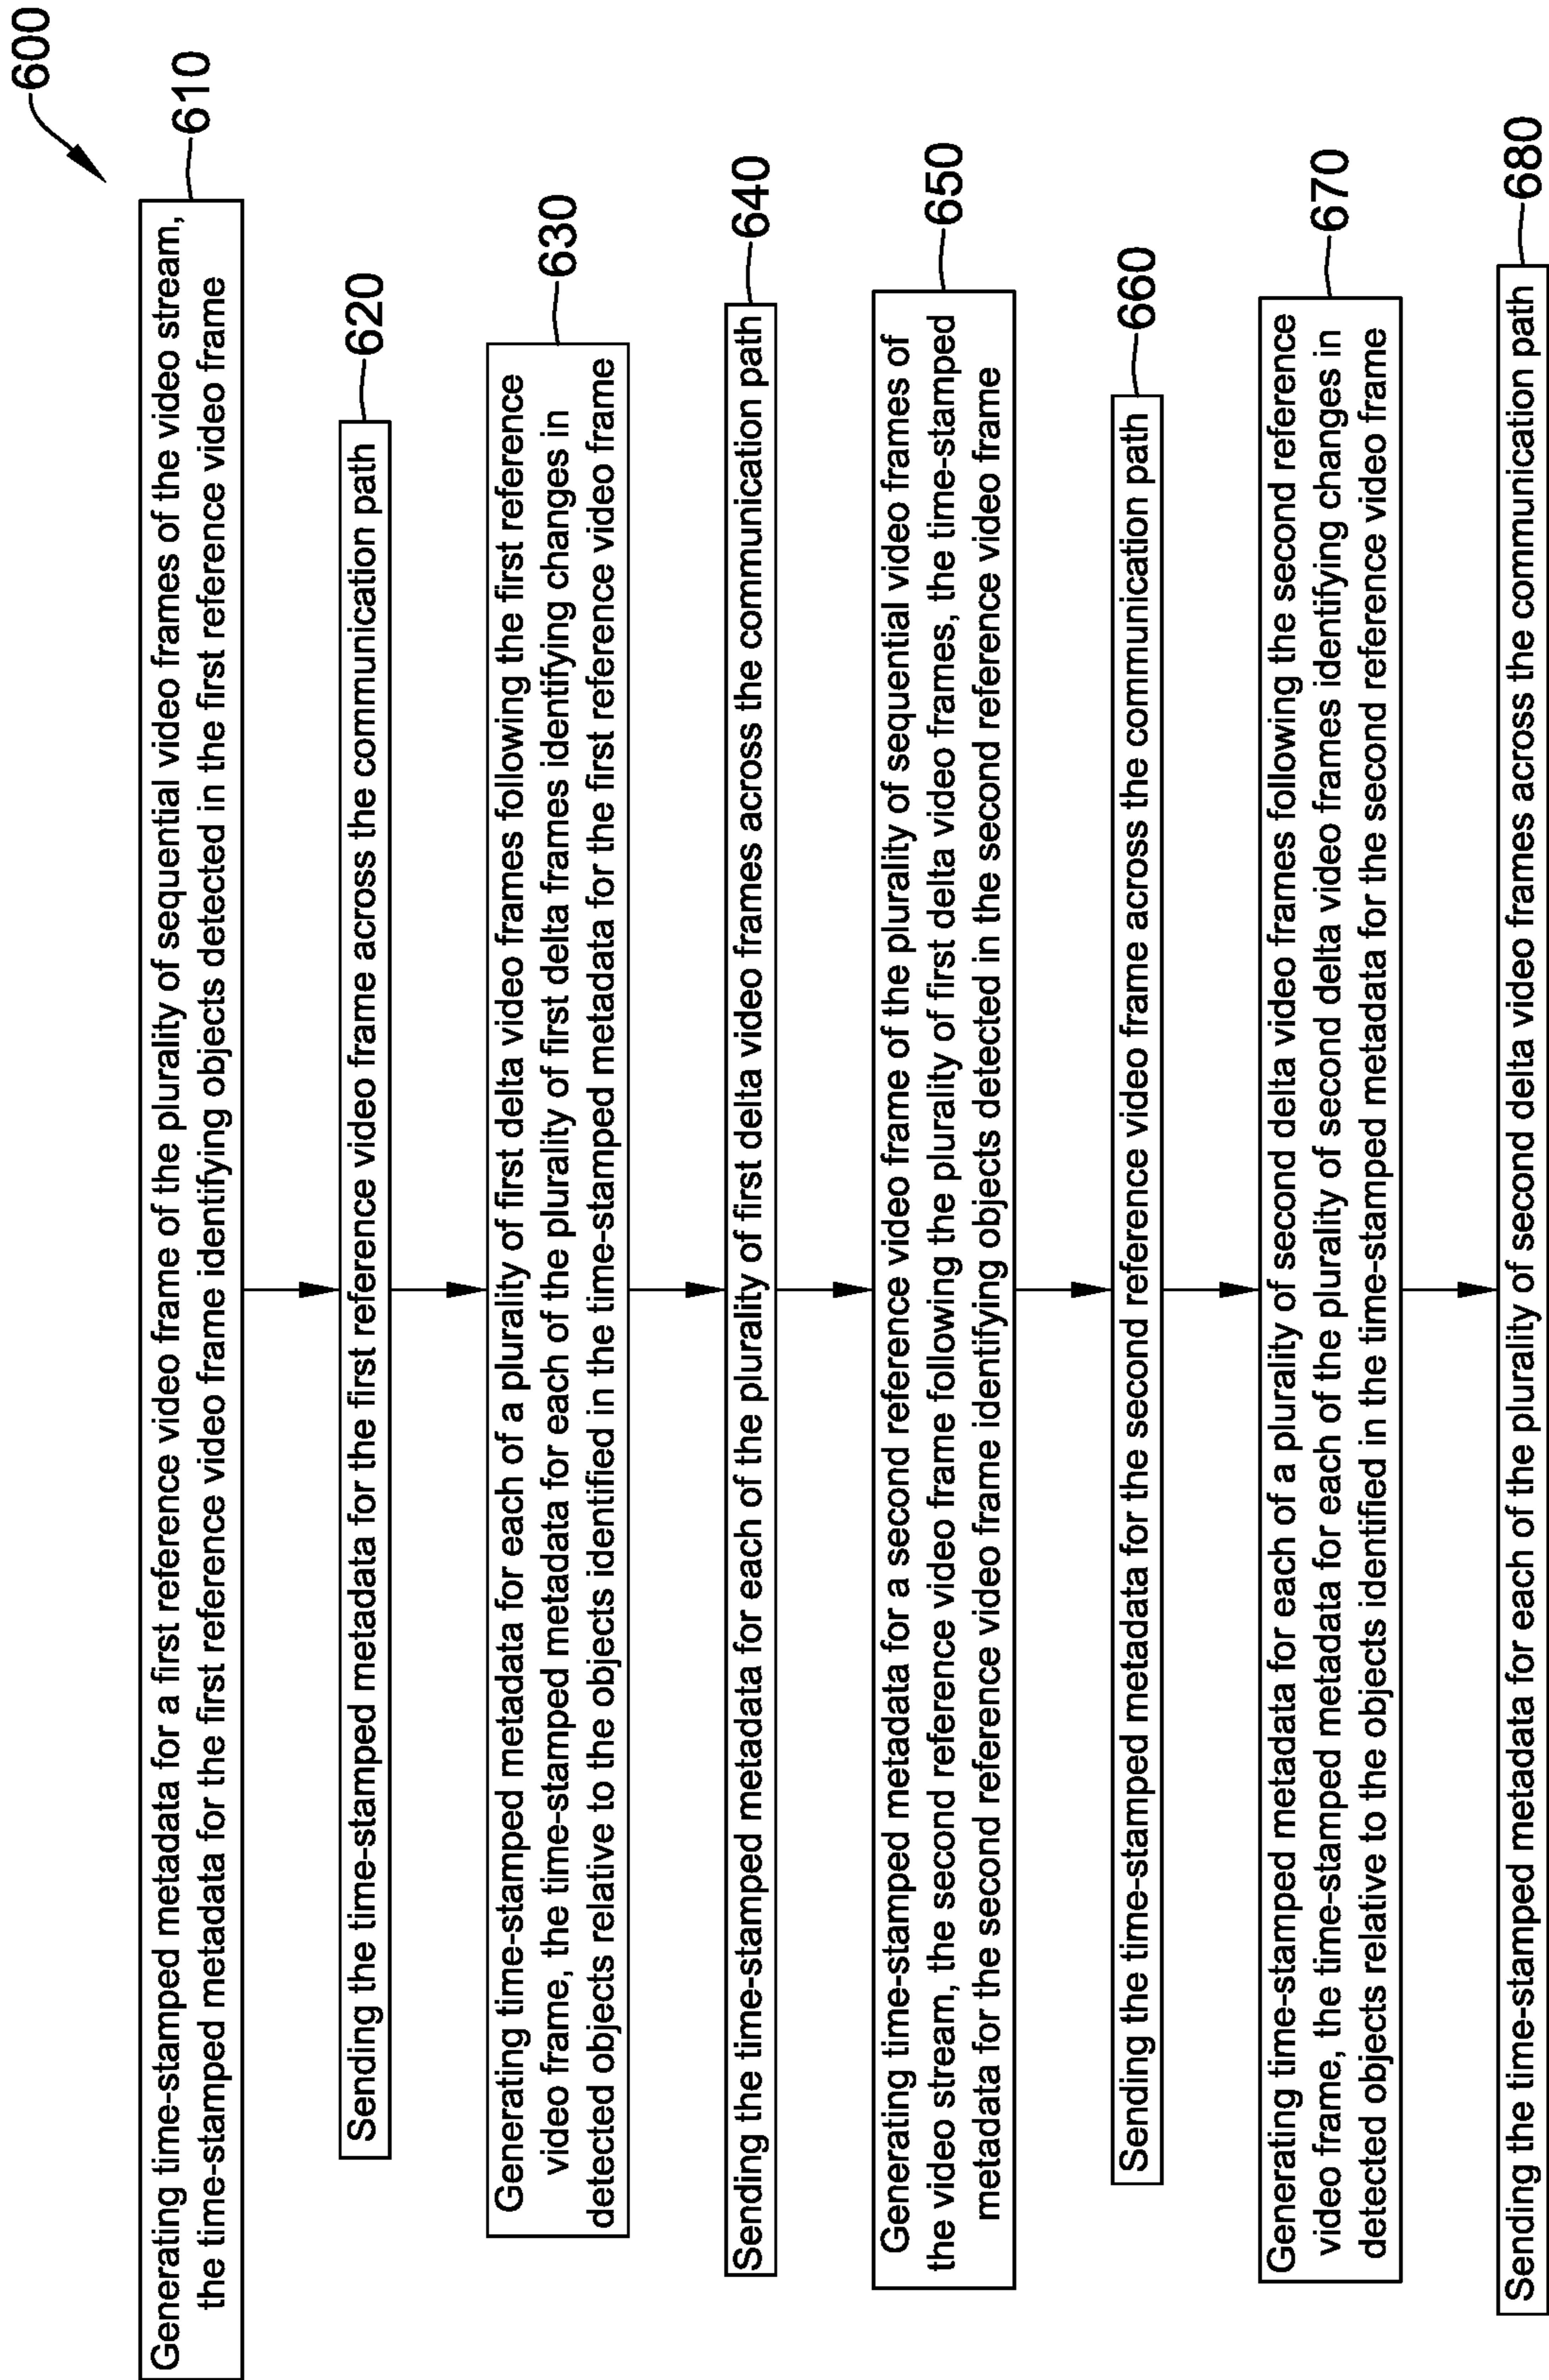 600
Generating time-stamped metadata for a first reference video frame of the plurality of sequential video frames of the video stream,
the time-stamped metadata for the first reference video frame identifying objects detected in the first reference video frame
610
Sending the time-stamped metadata for the first reference video frame across the communication path
620
Generating time-stamped metadata for each of a plurality of first delta video frames following the first reference
video frame, the time-stamped metadata for each of the plurality of first delta frames identifying changes in
detected objects relative to the objects identified in the time-stamped metadata for the first reference video frame
630
Sending the time-stamped metadata for each of the plurality of first delta video frames across the communication path
640
Generating time-stamped metadata for a second reference video frame of the plurality of sequential video frames of
the video stream, the second reference video frame following the plurality of first delta video frames, the time-stamped
metadata for the second reference video frame identifying objects detected in the second reference video frame
650
Sending the time-stamped metadata for the second reference video frame across the communication path
660
Generating time-stamped metadata for each of a plurality of second delta video frames following the second reference
video frame, the time-stamped metadata for each of the plurality of second delta video frames identifying changes in
detected objects relative to the objects identified in the time-stamped metadata for the second reference video frame
670
Sending the time-stamped metadata for each of the plurality of second delta video frames across the communication path
680